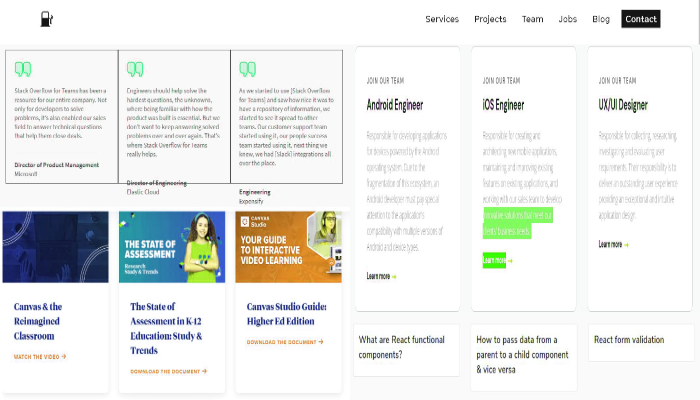 Services Projects Team Jobs Blog Contact
Stack Overflow for Teams has been a
resource for our entire company. Not
only for developers to solve
problems, it's also enabled our sales
field to answer technical questions
that help them close deals.
Director of Product Management
Microsoft
Engineers should help solve the
hardest questions, the unknowns,
where being familiar with how the
product was built is essential. But we
don't want to keep answering solved
problems over and over again. That's
where Stack Overflow for Teams
really helps.
Director of Engineering
Elastic Cloud
As we started to use [Stack Overflow
for Teams] and saw how nice it was to
have a repository of information, we
started to see it spread to other
teams. Our customer support team
started using it, our people success
team started using it, next thing we
knew, we had [Slack] integrations all
over the place.
Engineering
Expensify
THE STATE OF
ASSESSMENT
Research
Study & Trends
CANVAS
Studio
YOUR GUIDE
TO INTERACTIVE
VIDEO LEARNING
Canvas & the
Reimagined
Classroom
WATCH THE VIDEO →
The State of
Assessment in K-12
Education: Study &
Trends
DOWNLOAD THE DOCUMENT →
Canvas Studio Guide:
Higher Ed Edition
DOWNLOAD THE DOCUMENT →
JOIN OUR TEAM
Android Engineer
Responsible for developing applications
for devices powered by the Android
operating system. Due to the
fragmentation of this ecosystem, an
Android developer must pay special
attention to the application's
compatibility with multiple versions of
Android and device types.
Learn more →
JOIN OUR TEAM
iOS Engineer
Responsible for creating and
architecting new mobile applications,
maintaining and improving existing
features on existing applications, and
working with our sales team to develop
innovative solutions that meet our
clients' business needs.
Learn more →
JOIN OUR TEAM
UX/UI Designer
Responsible for collecting, researching,
investigating and evaluating user
requirements. Their responsibility is to
deliver an outstanding user experience
providing an exceptional and intuitive
application design.
Learn more →
What are React functional
components?
How to pass data from a
parent to a child component
& vice versa
React form validation